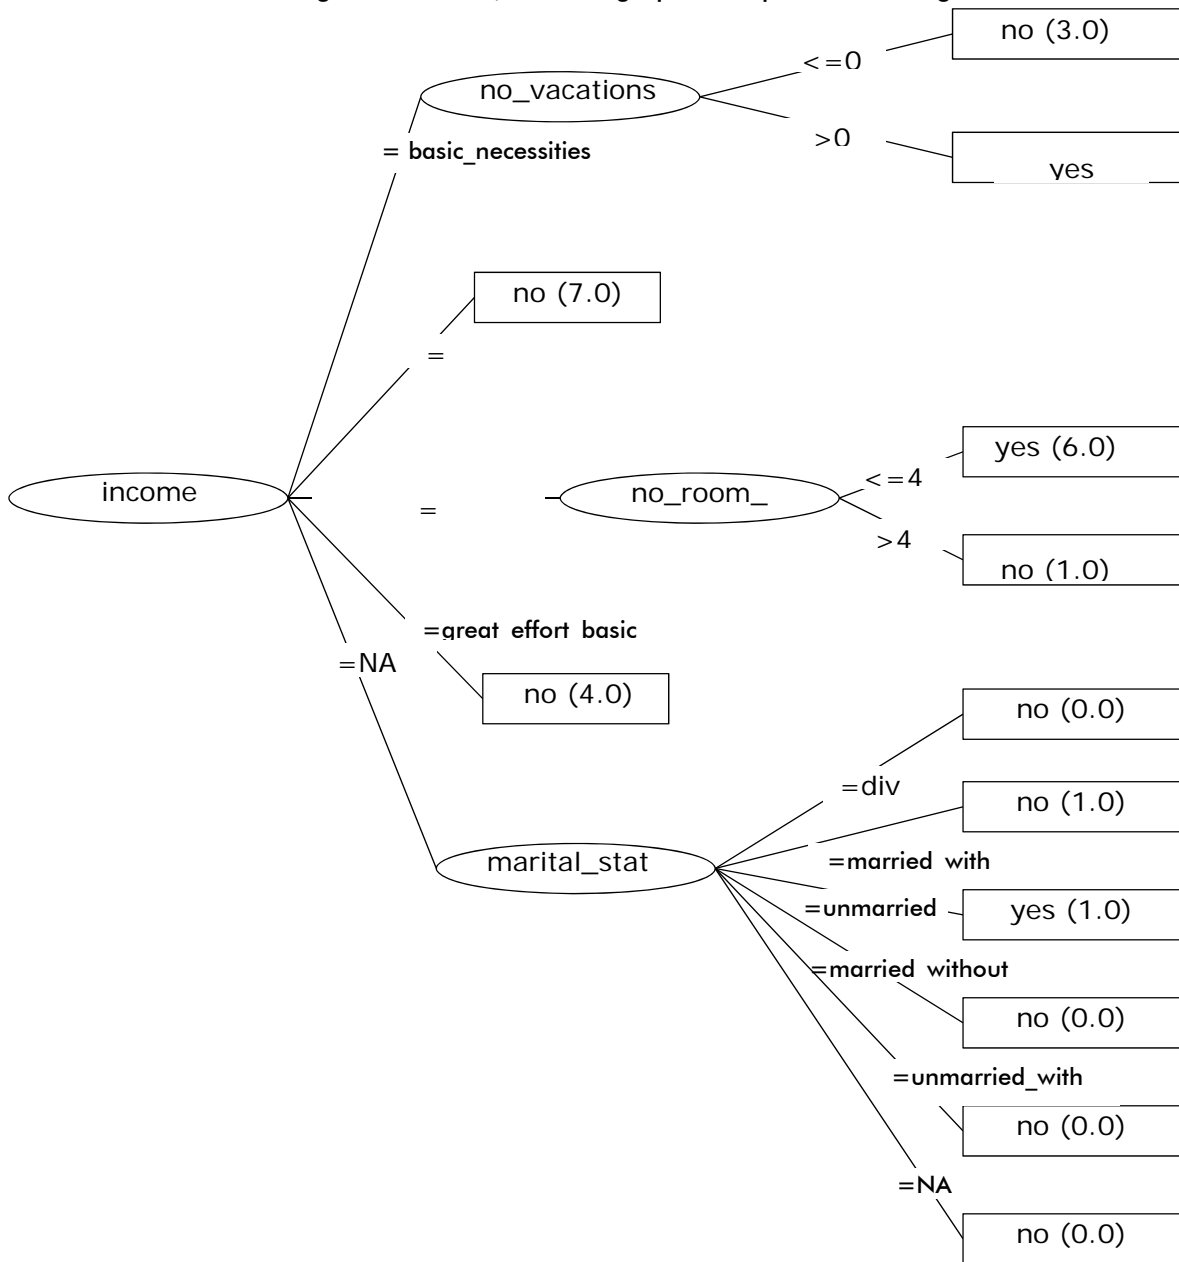 no (3.0)
<=0
no_vacations
>0
= basic_necessities
yes
no (7.0)
=
yes (6.0)
<=4
income
no_room_
=
>4
no (1.0)
=great effort basic
=NA
no (4.0)
no (0.0)
=div
no (1.0)
marital_stat
=married with
=unmarried
yes (1.0)
=married without
no (0.0)
=unmarried_with
no (0.0)
=NA
no (0.0)